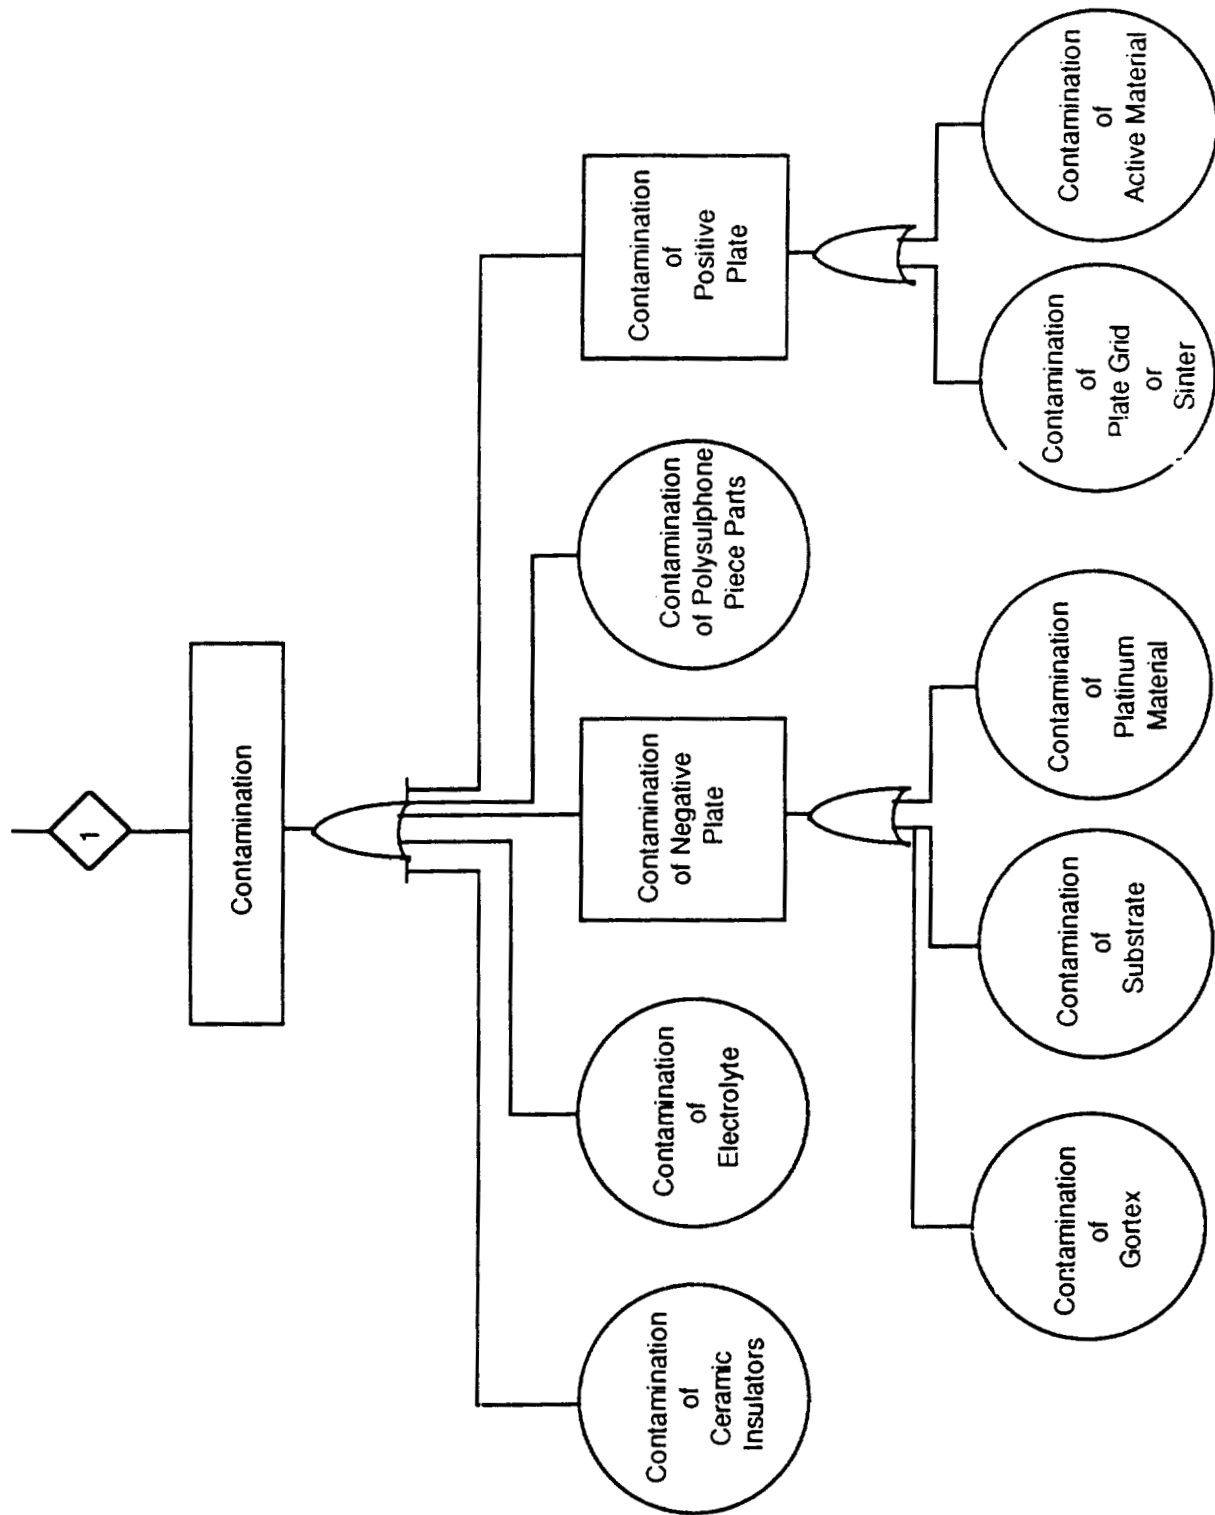 1
Contamination
Contamination
of
Ceramic
Insulators
Contamination
of
Electrolyte
Contamination
of Negative
Plate
Contamination
of Polysulphone
Piece Parts
Contamination
of
Positive
Plate
Contamination
of
Gortex
Contamination
of
Substrate
Contamination
of
Platinum
Material
Contamination
of
Plate Grid
or
Sinter
Contamination
of
Active Material